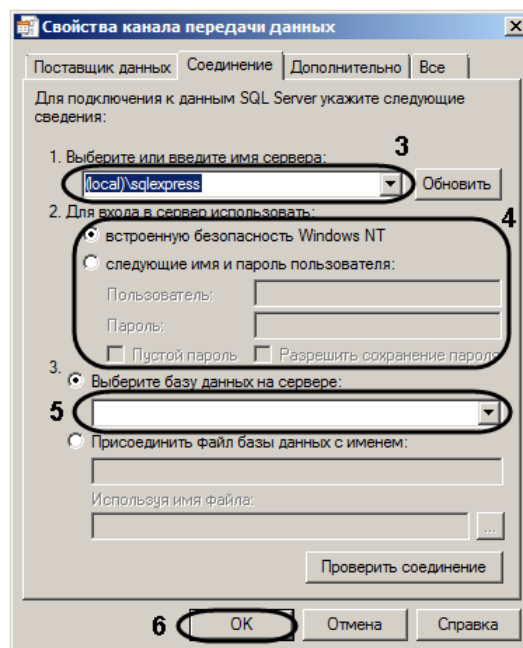 Свойства канала передачи данных
Поставщик данных Соединение Дополнительно Все
Для подключения к данным SQL Server укажите следующие
сведения:
1. Выберите или введите имя сервера: 3
(local)\sqlexpress Обновить
2. Для входа в сервер использовать: 4
встроенную безопасность Windows NT
следующие имя и пароль пользователя:
Пользователь:
Пароль:
Пустой пароль Разрешить сохранение пароля
3. Выберите базу данных на сервере:
5
Присоединить файл базы данных с именем:
Используя имя файла:
...
Проверить соединение
6 OK Отмена Справка